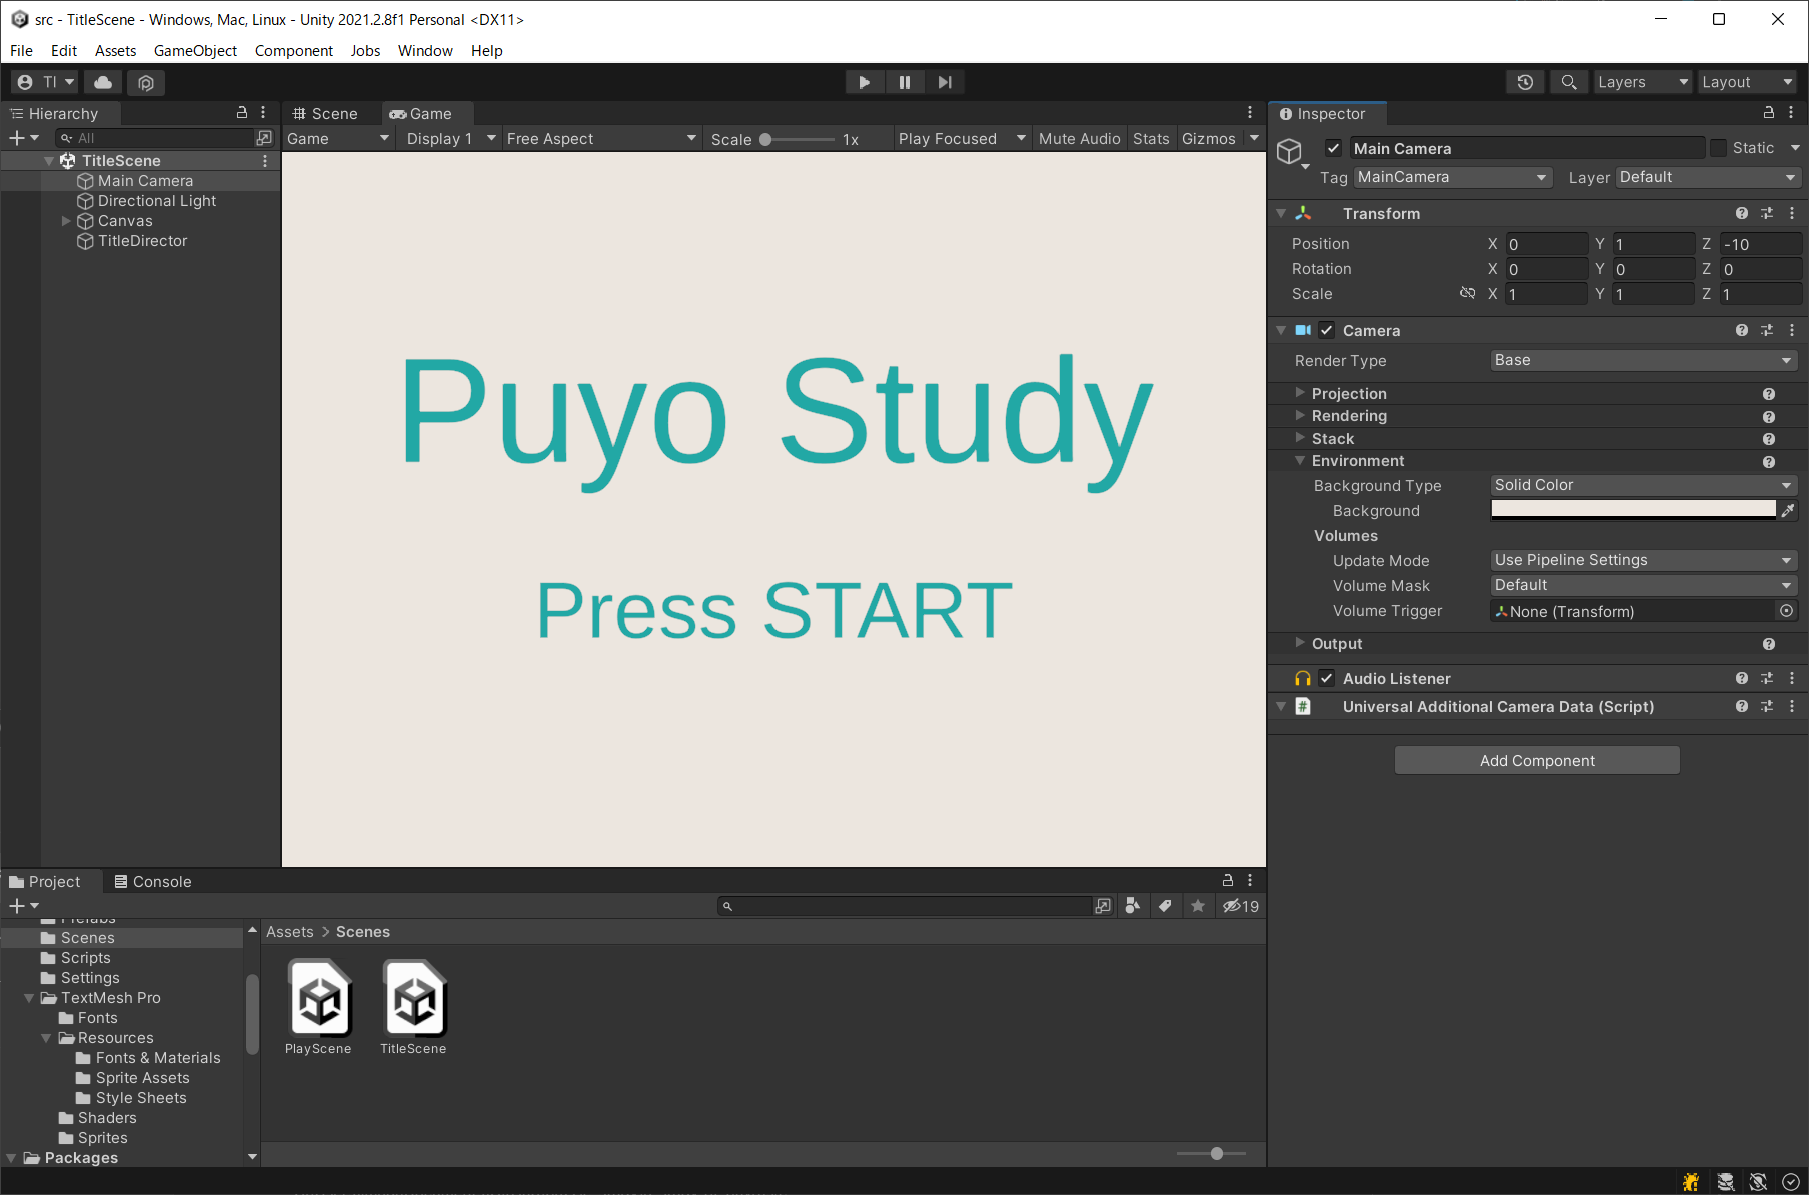 src - TitleScene - Windows, Mac, Linux - Unity 2021.2.8f1 Personal <DX11>
File Edit Assets GameObject Component Jobs Window Help
TI
Layers Layout
Hierarchy
All
TitleScene
Main Camera
Directional Light
Canvas
TitleDirector
Scene Game
Game Display 1 Free Aspect Scale 1x Play Focused Mute Audio Stats Gizmos
Puyo Study
Press START
Inspector
Main Camera Static
Tag MainCamera Layer Default
Transform
Position X 0 Y 1 Z -10
Rotation X 0 Y 0 Z 0
Scale X 1 Y 1 Z 1
Camera
Render Type Base
Projection
Rendering
Stack
Environment
Background Type Solid Color
Background
Volumes
Update Mode Use Pipeline Settings
Volume Mask Default
Volume Trigger None (Transform)
Output
Audio Listener
# Universal Additional Camera Data (Script)
Add Component
Project Console
19
Prefabs
Scenes
Scripts
Settings
TextMesh Pro
Fonts
Resources
Fonts & Materials
Sprite Assets
Style Sheets
Shaders
Sprites
Packages
Assets > Scenes
PlayScene TitleScene